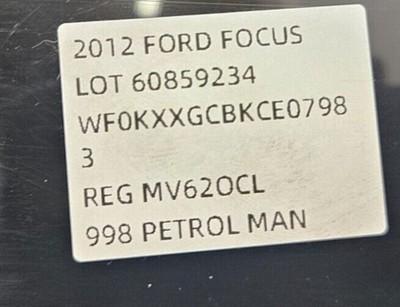 2012 FORD FOCUS
LOT 60859234
WF0KXXGCBKCE0798
3
REG MV62OCL
998 PETROL MAN